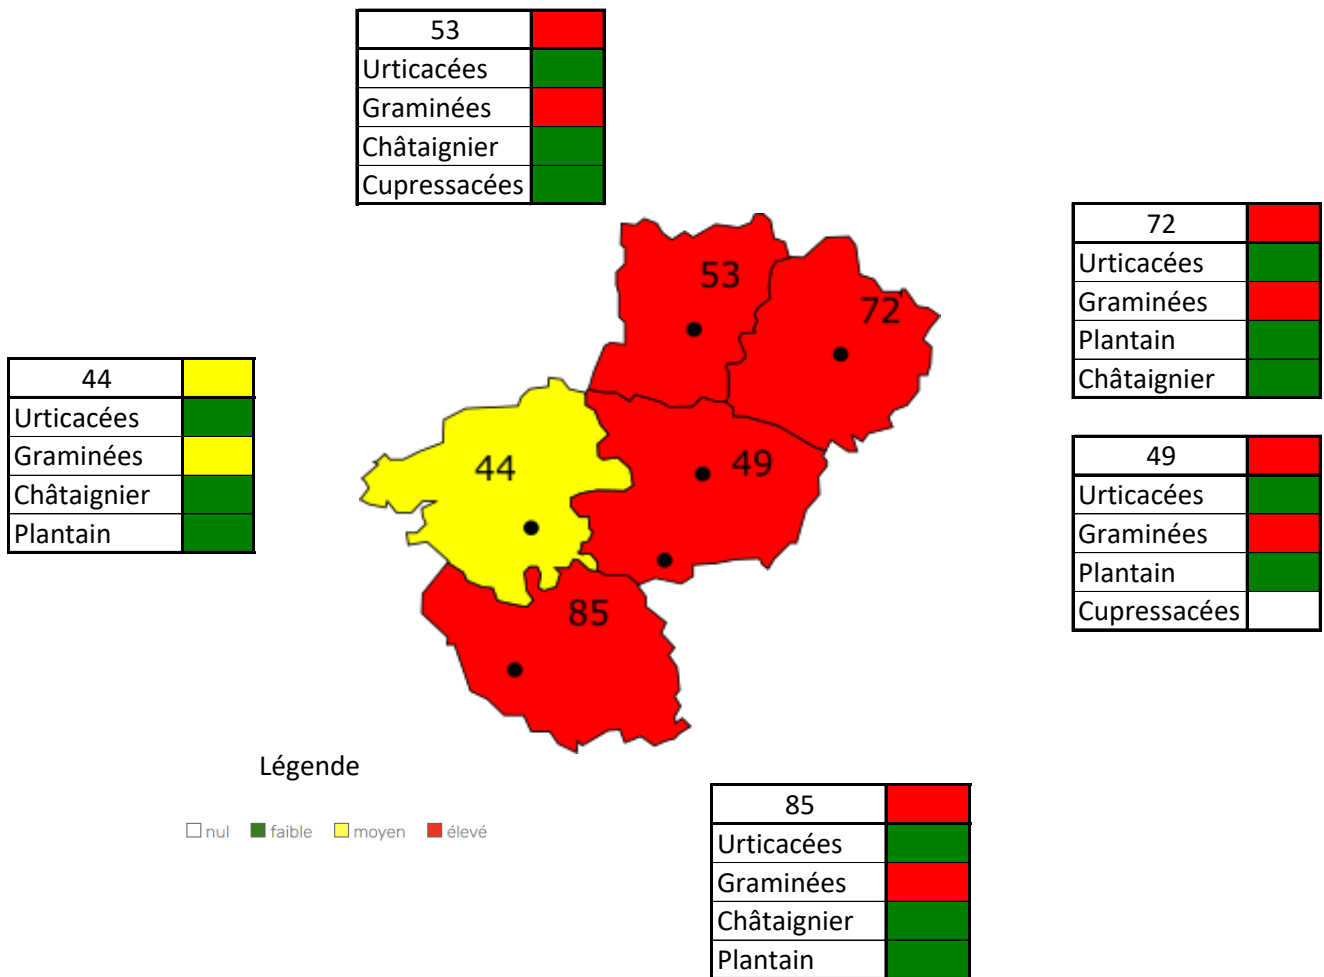 53
Urticacées
Graminées
Châtaignier
Cupressacées
72
Urticacées
Graminées
Plantain
Châtaignier
53
72
44
Urticacées
Graminées
Châtaignier
Plantain
44
49
49
Urticacées
Graminées
Plantain
Cupressacées
85
Légende
nul faible moyen élevé
85
Urticacées
Graminées
Châtaignier
Plantain